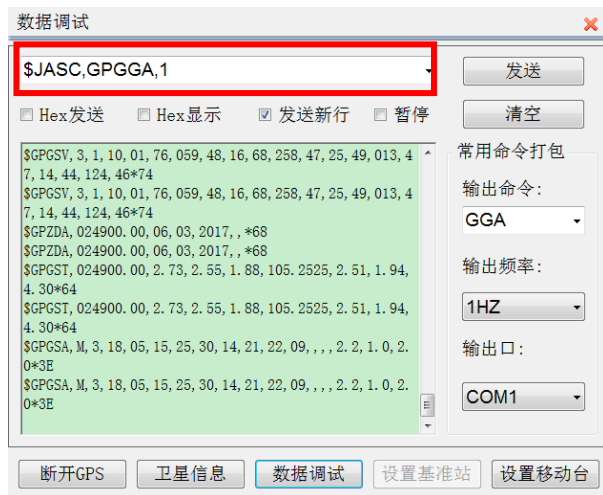 数据调试
$JASC,GPGGA,1
发送
Hex发送 Hex显示 发送新行 暂停
清空
$GPGSV, 3, 1, 10, 01, 76, 059, 48, 16, 68, 258, 47, 25, 49, 013, 4
7, 14, 44, 124, 46*74
$GPGSV, 3, 1, 10, 01, 76, 059, 48, 16, 68, 258, 47, 25, 49, 013, 4
7, 14, 44, 124, 46*74
$GPZDA, 024900.00, 06, 03, 2017, , *68
$GPZDA, 024900.00, 06, 03, 2017, , *68
$GPGST, 024900.00, 2.73, 2.55, 1.88, 105.2525, 2.51, 1.94,
4.30*64
$GPGST, 024900.00, 2.73, 2.55, 1.88, 105.2525, 2.51, 1.94,
4.30*64
$GPGSA, M, 3, 18, 05, 15, 25, 30, 14, 21, 22, 09, , , , 2.2, 1.0, 2.
0*3E
$GPGSA, M, 3, 18, 05, 15, 25, 30, 14, 21, 22, 09, , , , 2.2, 1.0, 2.
0*3E
常用命令打包
输出命令:
GGA
输出频率:
1HZ
输出口:
COM1
断开GPS 卫星信息 数据调试 设置基准站 设置移动台